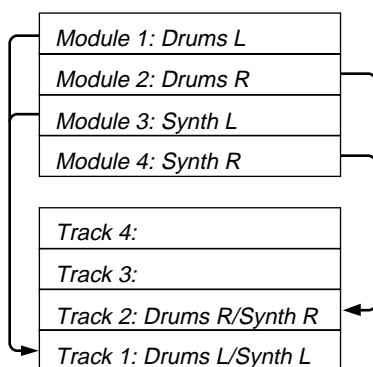 Module 1: Drums L
Module 2: Drums R
Module 3: Synth L
Module 4: Synth R
Track 4:
Track 3:
Track 2: Drums R/Synth R
Track 1: Drums L/Synth L